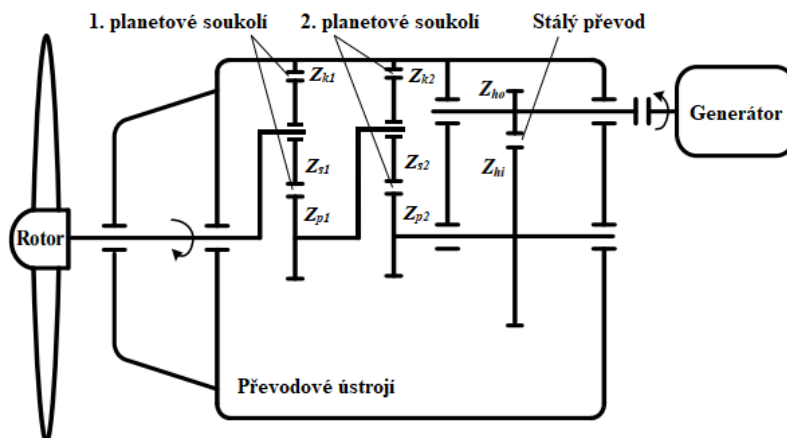 1. planetové soukolí
2. planetové soukolí
Stálý převod
Zk1
Zk2
Zho
Generátor
Zs1
Zs2
Zhi
Zp1
Zp2
Rotor
Převodové ústrojí